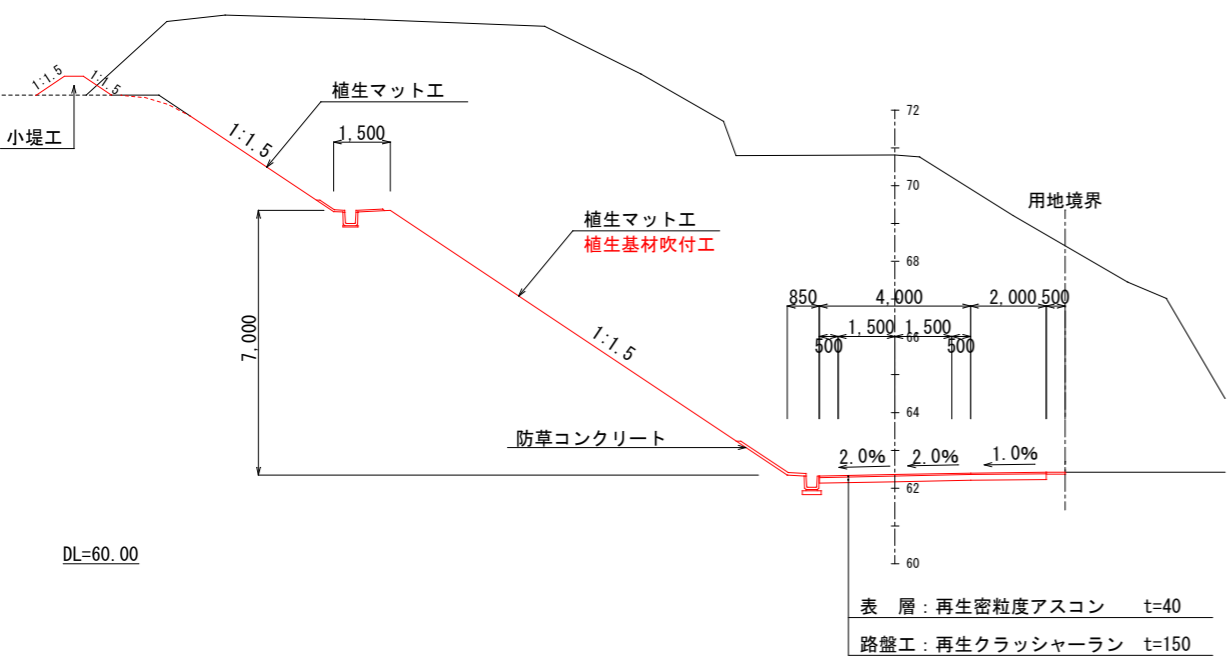 1:1.5
1:1.5
小堤工
植生マット工
1:1.5
1,500
72
70
用地境界
植生マット工
植生基材吹付工
68
850
4,000
2,000
500
7,000
1:1.5
1,500
1,500
66
500
500
64
防草コンクリート
2.0%
2.0%
1.0%
62
DL=60.00
60
表　層：再生密粒度アスコン　t=40
路盤工：再生クラッシャーラン　t=150